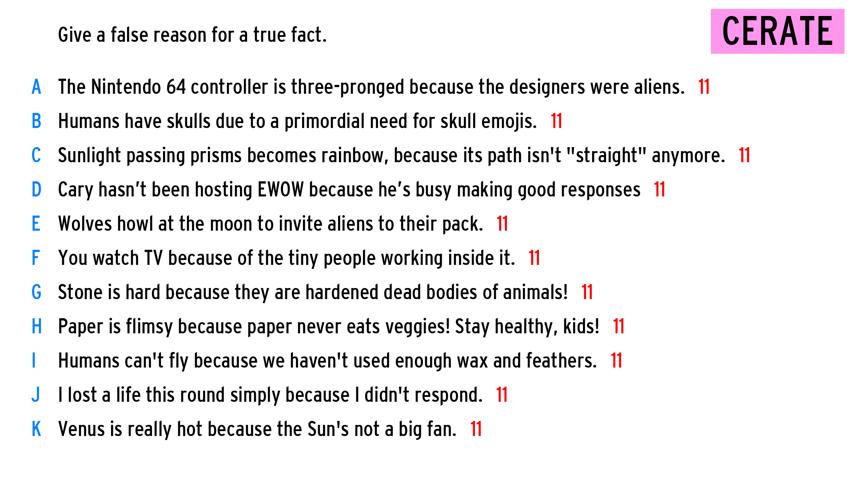 Give a false reason for a true fact.
CERATE
A The Nintendo 64 controller is three-pronged because the designers were aliens. 11
B Humans have skulls due to a primordial need for skull emojis. 11
C Sunlight passing prisms becomes rainbow, because its path isn't "straight" anymore. 11
D Cary hasn’t been hosting EWOW because he’s busy making good responses 11
E Wolves howl at the moon to invite aliens to their pack. 11
F You watch TV because of the tiny people working inside it. 11
G Stone is hard because they are hardened dead bodies of animals! 11
H Paper is flimsy because paper never eats veggies! Stay healthy, kids! 11
I Humans can't fly because we haven't used enough wax and feathers. 11
J I lost a life this round simply because I didn't respond. 11
K Venus is really hot because the Sun's not a big fan. 11